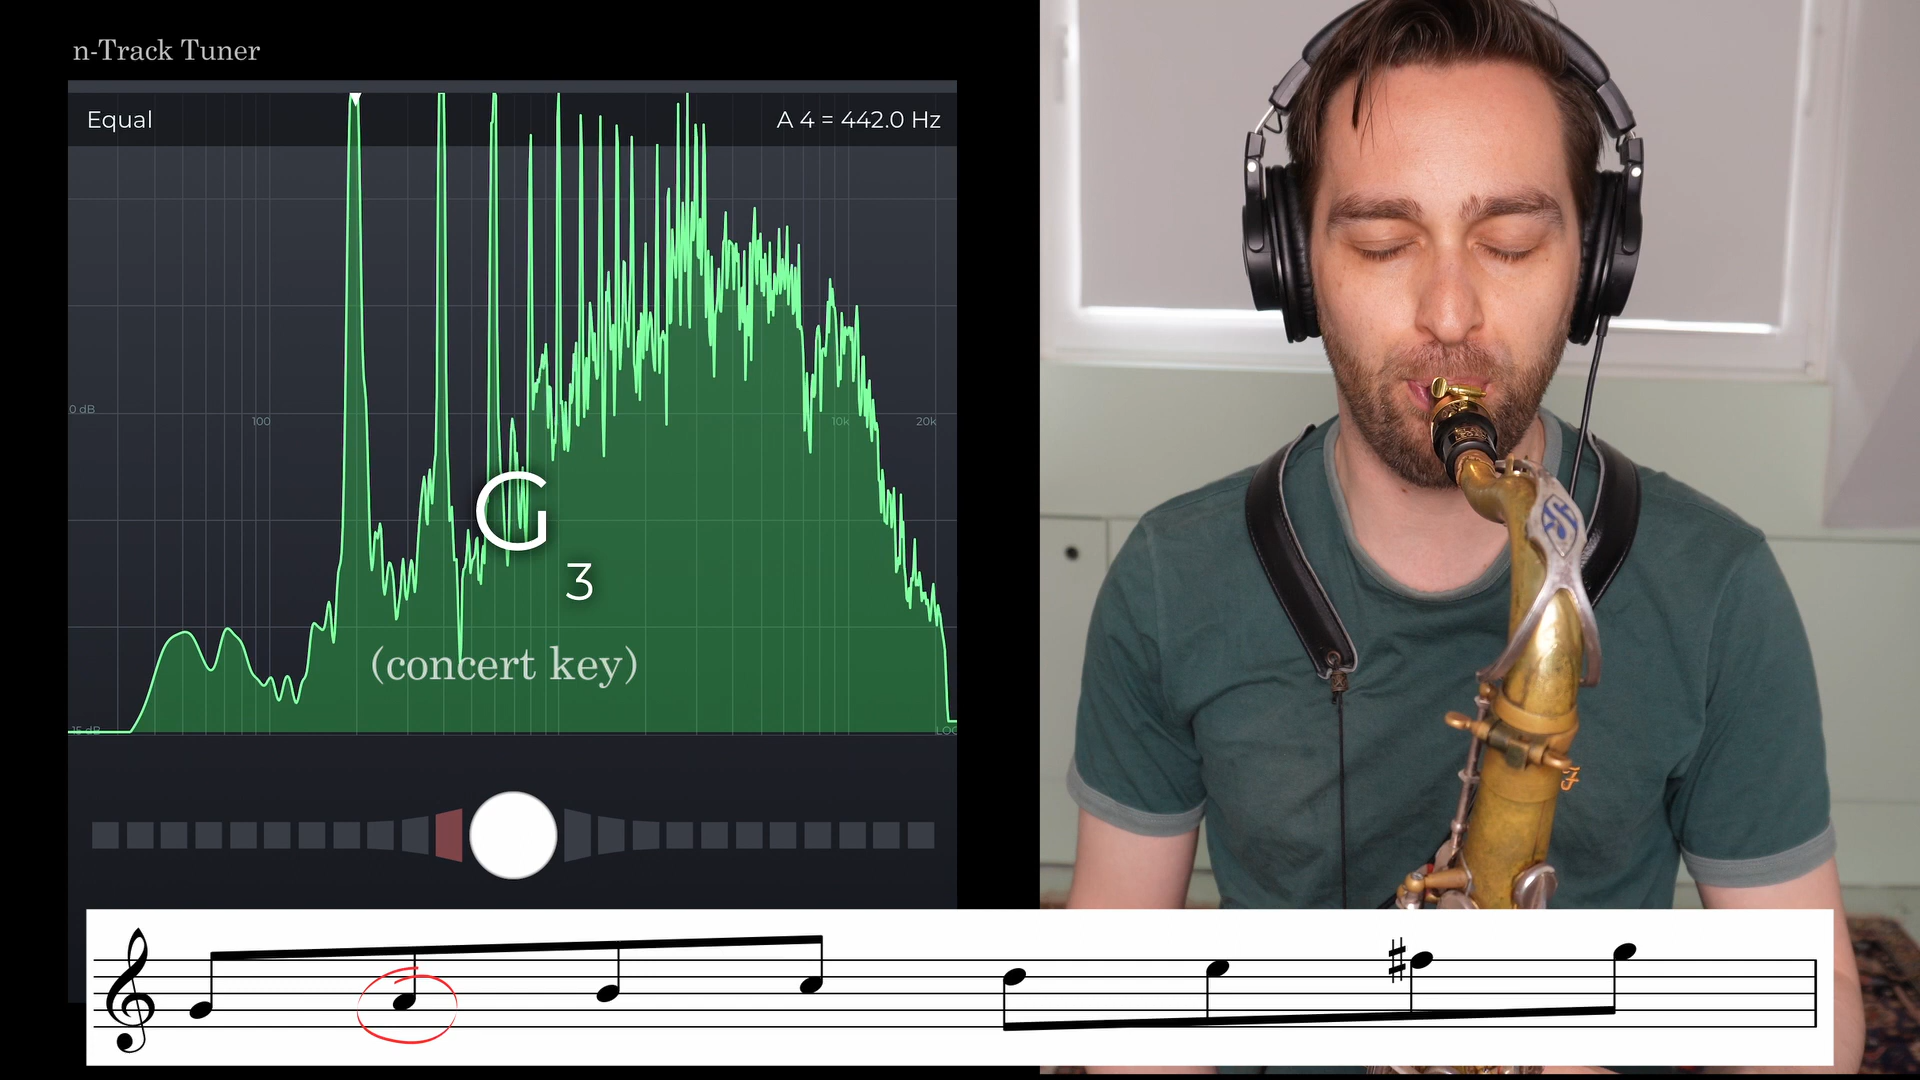 n-Track Tuner
Equal
A 4 = 442.0 Hz
0 dB
100
10k
20k
G
3
(concert key)